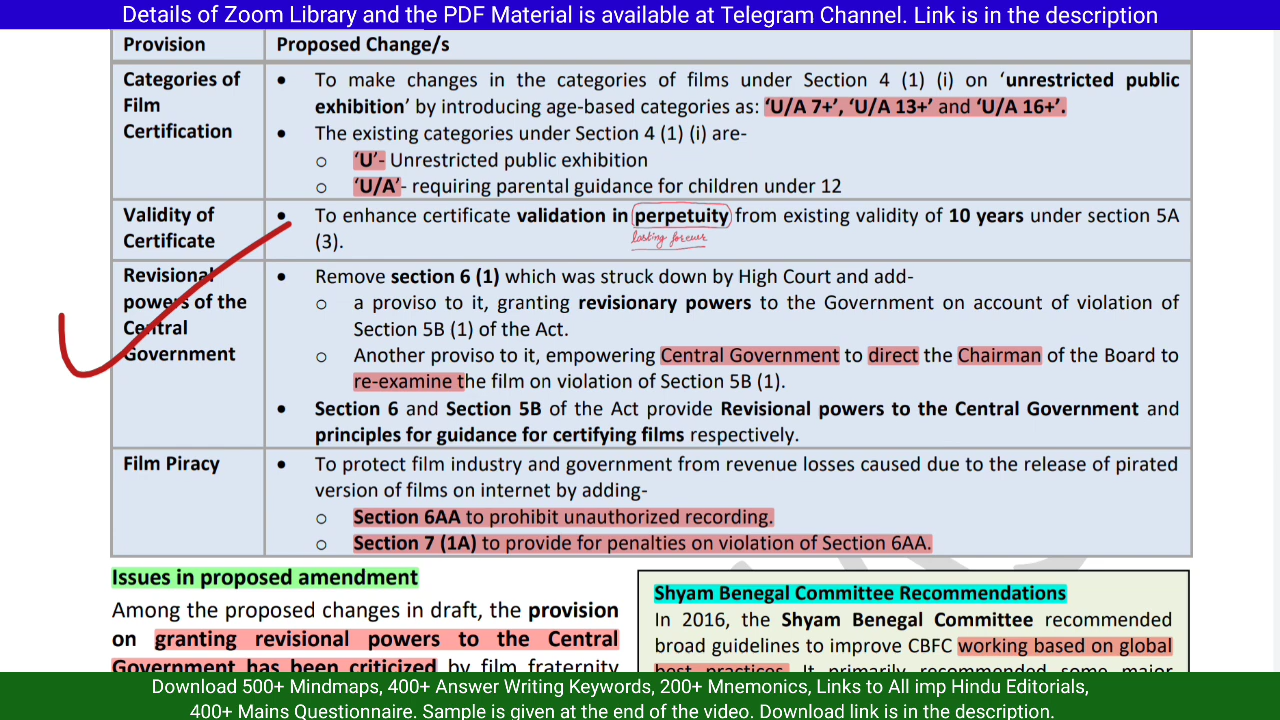 Details of Zoom Library and the PDF Material is available at Telegram Channel. Link is in the description
Provision Proposed Change/s
Categories of Film Certification
• To make changes in the categories of films under Section 4 (1) (i) on ‘unrestricted public
exhibition’ by introducing age-based categories as: ‘U/A 7+’, ‘U/A 13+’ and ‘U/A 16+’.
• The existing categories under Section 4 (1) (i) are-
o ‘U’- Unrestricted public exhibition
o ‘U/A’- requiring parental guidance for children under 12
Validity of Certificate
• To enhance certificate validation in perpetuity from existing validity of 10 years under section 5A
lasting forever
(3).
Revisional powers of the Central Government
• Remove section 6 (1) which was struck down by High Court and add-
o a proviso to it, granting revisionary powers to the Government on account of violation of
Section 5B (1) of the Act.
o Another proviso to it, empowering Central Government to direct the Chairman of the Board to
re-examine the film on violation of Section 5B (1).
• Section 6 and Section 5B of the Act provide Revisional powers to the Central Government and
principles for guidance for certifying films respectively.
Film Piracy
• To protect film industry and government from revenue losses caused due to the release of pirated
version of films on internet by adding-
o Section 6AA to prohibit unauthorized recording.
o Section 7 (1A) to provide for penalties on violation of Section 6AA.
Issues in proposed amendment
Among the proposed changes in draft, the provision
on granting revisional powers to the Central
Government has been criticized by film fraternity
Shyam Benegal Committee Recommendations
In 2016, the Shyam Benegal Committee recommended
broad guidelines to improve CBFC working based on global
best practices. It primarily recommended some major
Download 500+ Mindmaps, 400+ Answer Writing Keywords, 200+ Mnemonics, Links to All imp Hindu Editorials,
400+ Mains Questionnaire. Sample is given at the end of the video. Download link is in the description.